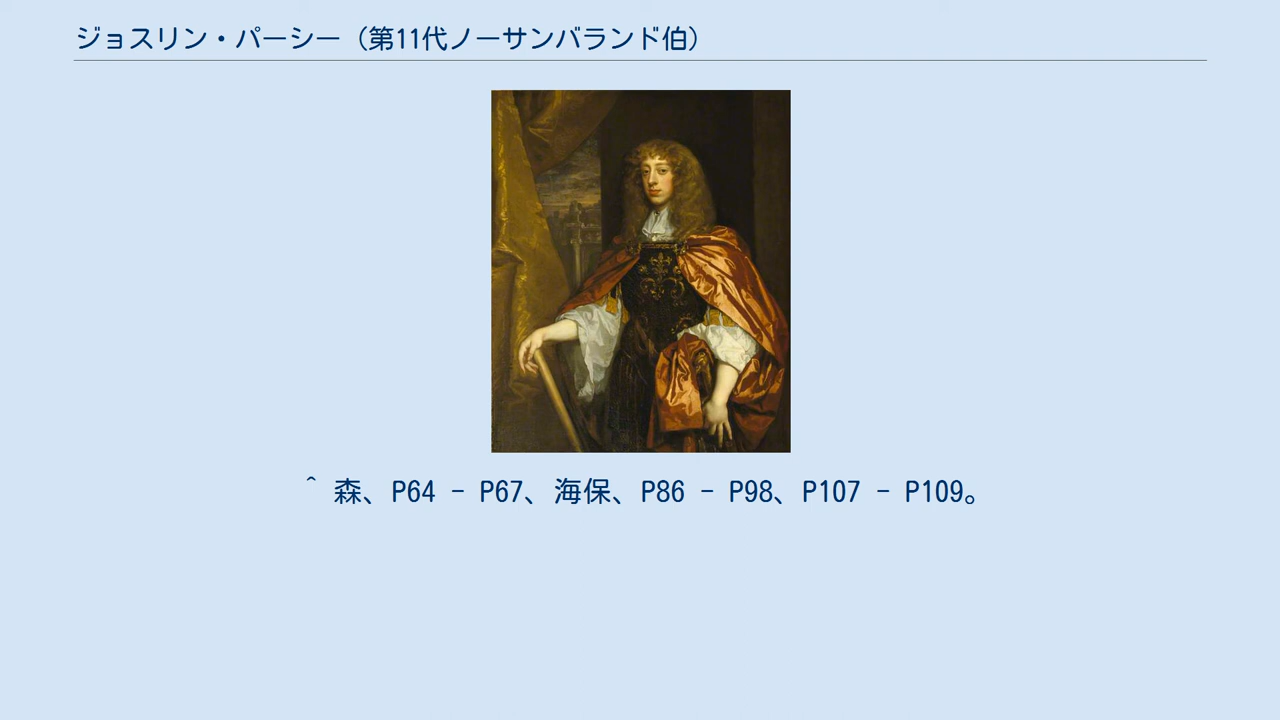 ジョスリン・パーシー（第11代ノーサンバランド伯）
^ 森、P64 - P67、海保、P86 - P98、P107 - P109。